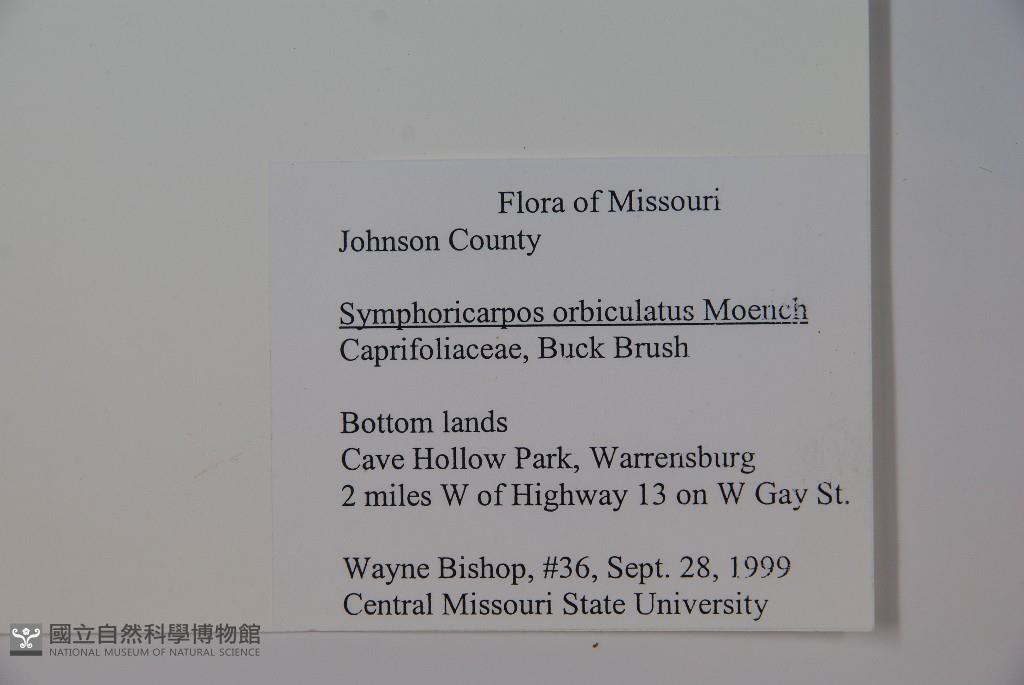 Flora of Missouri
Johnson County
Symphoricarpos orbiculatus Moench
Caprifoliaceae, Buck Brush
Bottom lands
Cave Hollow Park, Warrensburg
2 miles W of Highway 13 on W Gay St.
Wayne Bishop, #36, Sept. 28, 1999
Central Missouri State University
國立自然科學博物館
NATIONAL MUSEUM OF NATURAL SCIENCE